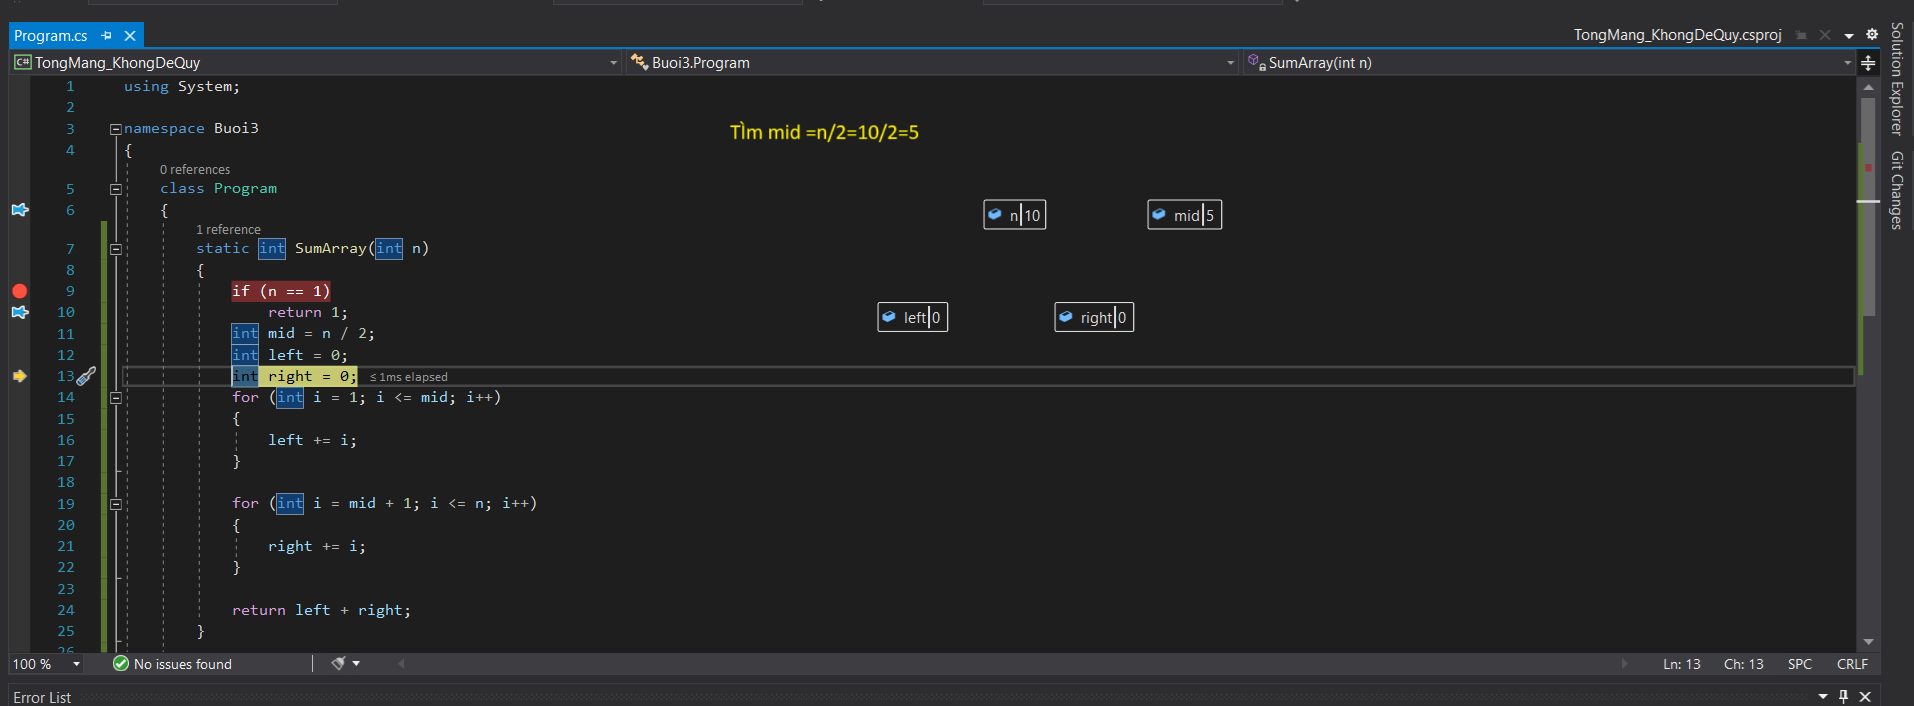 Program.cs
TongMang_KhongDeQuy.csproj
C# TongMang_KhongDeQuy
Buoi3.Program
SumArray(int n)
Solution Explorer
Git Changes
1 using System;
2
3 namespace Buoi3
TÌm mid =n/2=10/2=5
4 {
0 references
5 class Program
6 {
n 10
mid 5
1 reference
7 static int SumArray(int n)
8 {
9 if (n == 1)
10 return 1;
left 0
right 0
11 int mid = n / 2;
12 int left = 0;
13 int right = 0; ≤ 1ms elapsed
14 for (int i = 1; i <= mid; i++)
15 {
16 left += i;
17 }
18
19 for (int i = mid + 1; i <= n; i++)
20 {
21 right += i;
22 }
23
24 return left + right;
25 }
26
100 %
No issues found
Ln: 13
Ch: 13
SPC
CRLF
Error List